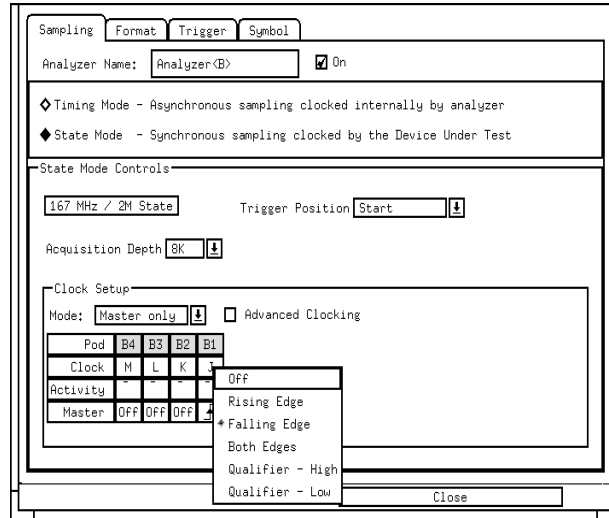 Sampling Format Trigger Symbol
Analyzer Name: Analyzer<B> On
Timing Mode - Asynchronous sampling clocked internally by analyzer
State Mode - Synchronous sampling clocked by the Device Under Test
State Mode Controls
167 MHz / 2M State Trigger Position Start
Acquisition Depth 8K
Clock Setup
Mode: Master only Advanced Clocking
Pod B4 B3 B2 B1
Clock M L K J
Activity
Master Off Off Off
Off
Rising Edge
Falling Edge
Both Edges
Qualifier - High
Qualifier - Low
Close